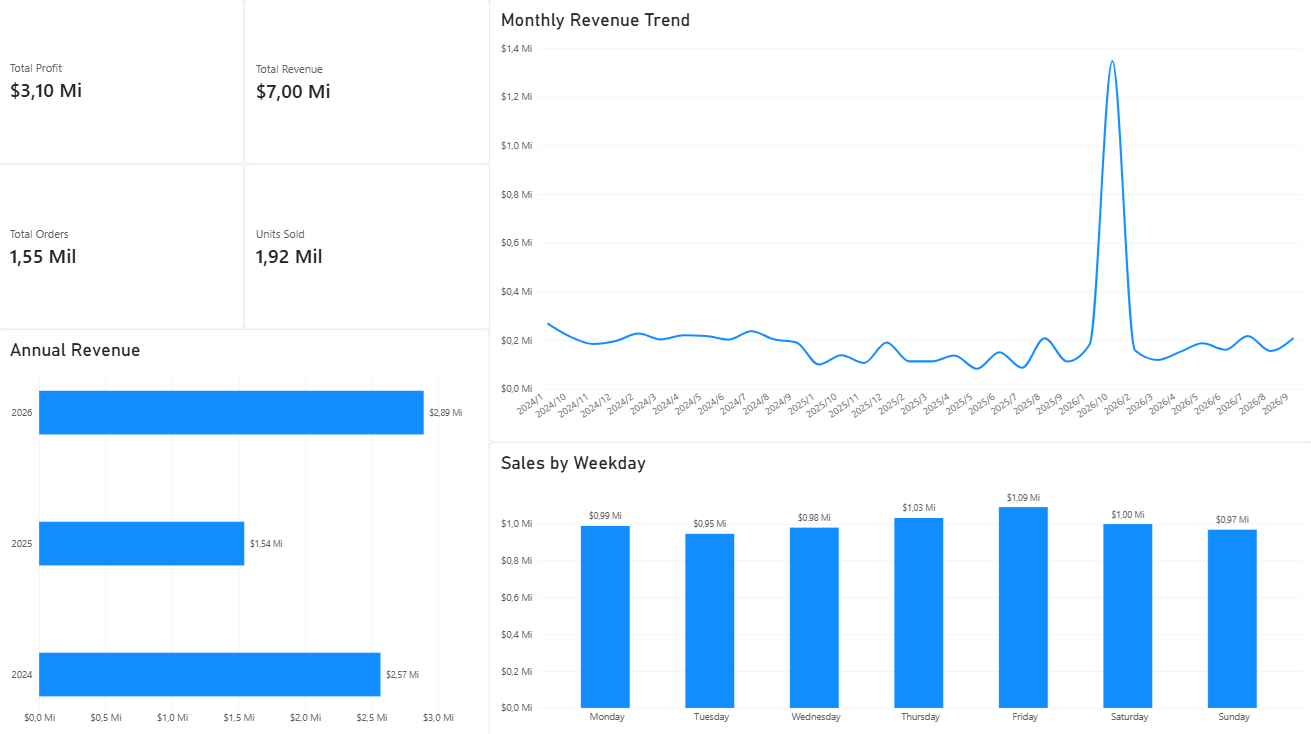 Total Profit
$3,10 Mi
Total Revenue
$7,00 Mi
Total Orders
1,55 Mil
Units Sold
1,92 Mil
Annual Revenue
2026
$2,89 Mi
2025
$1,54 Mi
2024
$2,57 Mi
$0,0 Mi
$0,5 Mi
$1,0 Mi
$1,5 Mi
$2,0 Mi
$2,5 Mi
$3,0 Mi
Monthly Revenue Trend
$1,4 Mi
$1,2 Mi
$1,0 Mi
$0,8 Mi
$0,6 Mi
$0,4 Mi
$0,2 Mi
$0,0 Mi
2024/1
2024/10
2024/11
2024/12
2024/2
2024/3
2024/4
2024/5
2024/6
2024/7
2024/8
2024/9
2025/1
2025/10
2025/11
2025/12
2025/2
2025/3
2025/4
2025/5
2025/6
2025/7
2025/8
2025/9
2026/1
2026/10
2026/2
2026/3
2026/4
2026/5
2026/6
2026/7
2026/8
2026/9
Sales by Weekday
$1,0 Mi
$0,8 Mi
$0,6 Mi
$0,4 Mi
$0,2 Mi
$0,0 Mi
$0,99 Mi
$0,95 Mi
$0,98 Mi
$1,03 Mi
$1,09 Mi
$1,00 Mi
$0,97 Mi
Monday
Tuesday
Wednesday
Thursday
Friday
Saturday
Sunday